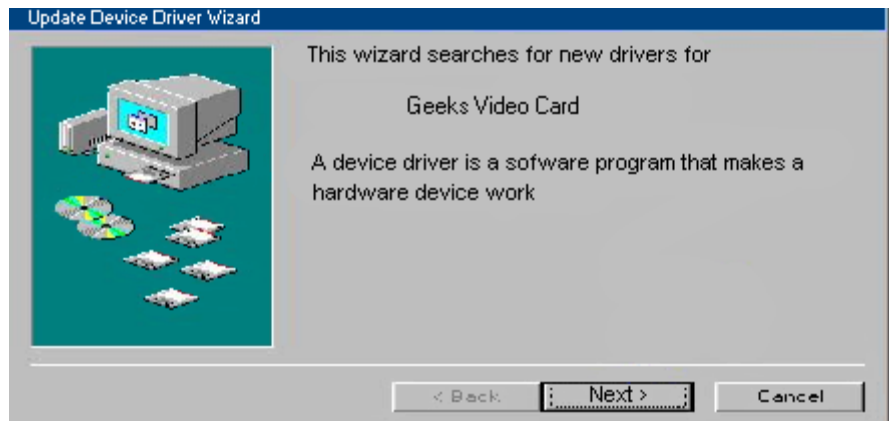 Update Device Driver Wizard
This wizard searches for new drivers for
Geeks Video Card
A device driver is a sofware program that makes a
hardware device work
< Back
Next >
Cancel